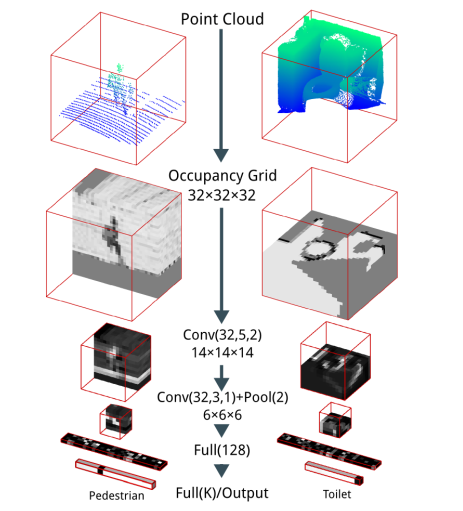 Point Cloud
Occupancy Grid
32×32×32
Conv(32,5,2)
14×14×14
Conv(32,3,1)+Pool(2)
6×6×6
Full(128)
Full(K)/Output
Pedestrian
Toilet